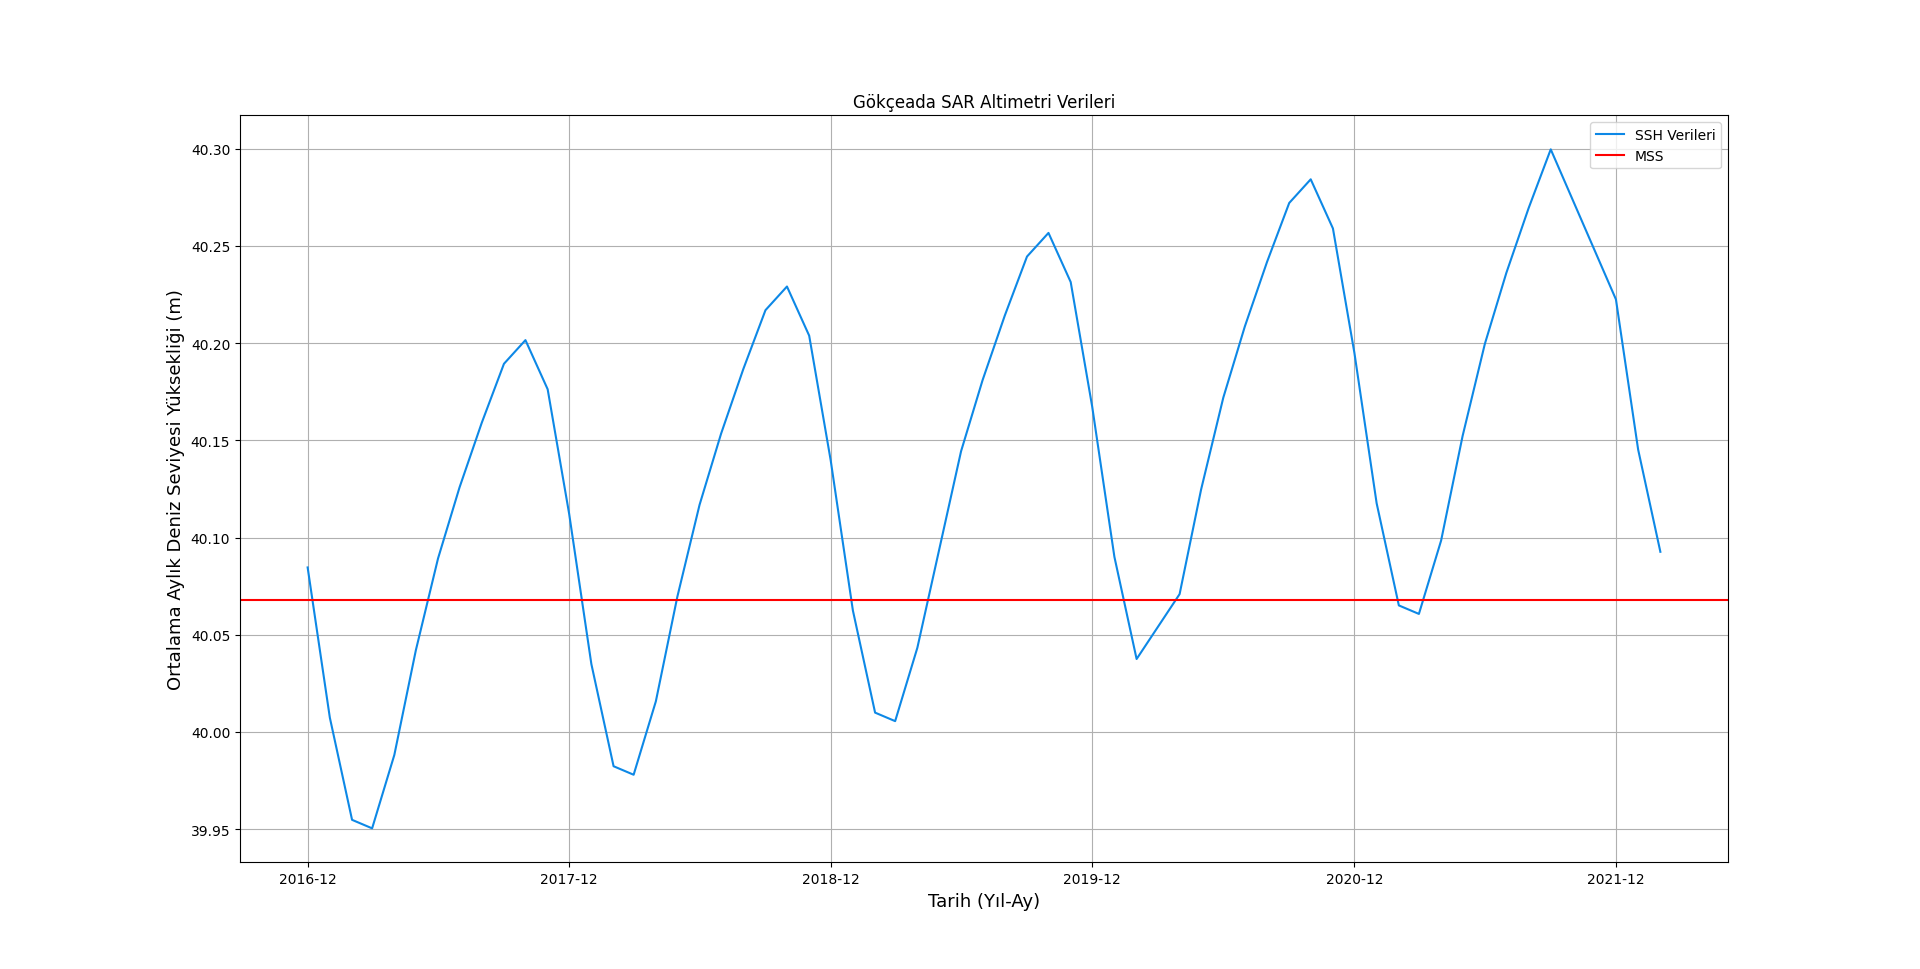 Gökçeada SAR Altimetri Verileri
SSH Verileri
MSS
Ortalama Aylık Deniz Seviyesi Yüksekliği (m)
40.30
40.25
40.20
40.15
40.10
40.05
40.00
39.95
2016-12 2017-12 2018-12 2019-12 2020-12 2021-12
Tarih (Yıl-Ay)